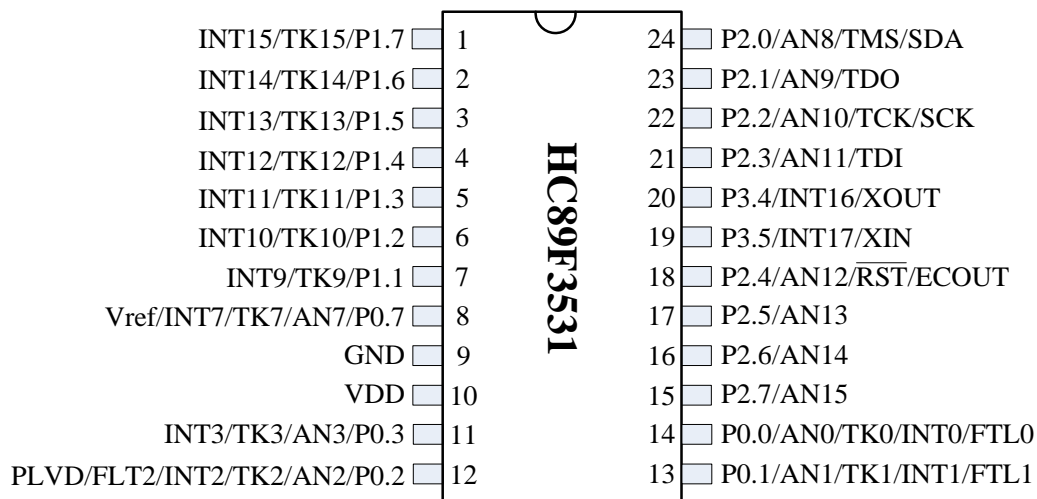 INT15/TK15/P1.7 1 24 P2.0/AN8/TMS/SDA
INT14/TK14/P1.6 2 23 P2.1/AN9/TDO
INT13/TK13/P1.5 3 22 P2.2/AN10/TCK/SCK
INT12/TK12/P1.4 4 21 P2.3/AN11/TDI
INT11/TK11/P1.3 5 20 P3.4/INT16/XOUT
INT10/TK10/P1.2 6 19 P3.5/INT17/XIN
INT9/TK9/P1.1 7 18 P2.4/AN12/RST/ECOUT
Vref/INT7/TK7/AN7/P0.7 8 17 P2.5/AN13
GND 9 16 P2.6/AN14
VDD 10 15 P2.7/AN15
INT3/TK3/AN3/P0.3 11 14 P0.0/AN0/TK0/INT0/FTL0
PLVD/FLT2/INT2/TK2/AN2/P0.2 12 13 P0.1/AN1/TK1/INT1/FTL1
HC89F3531